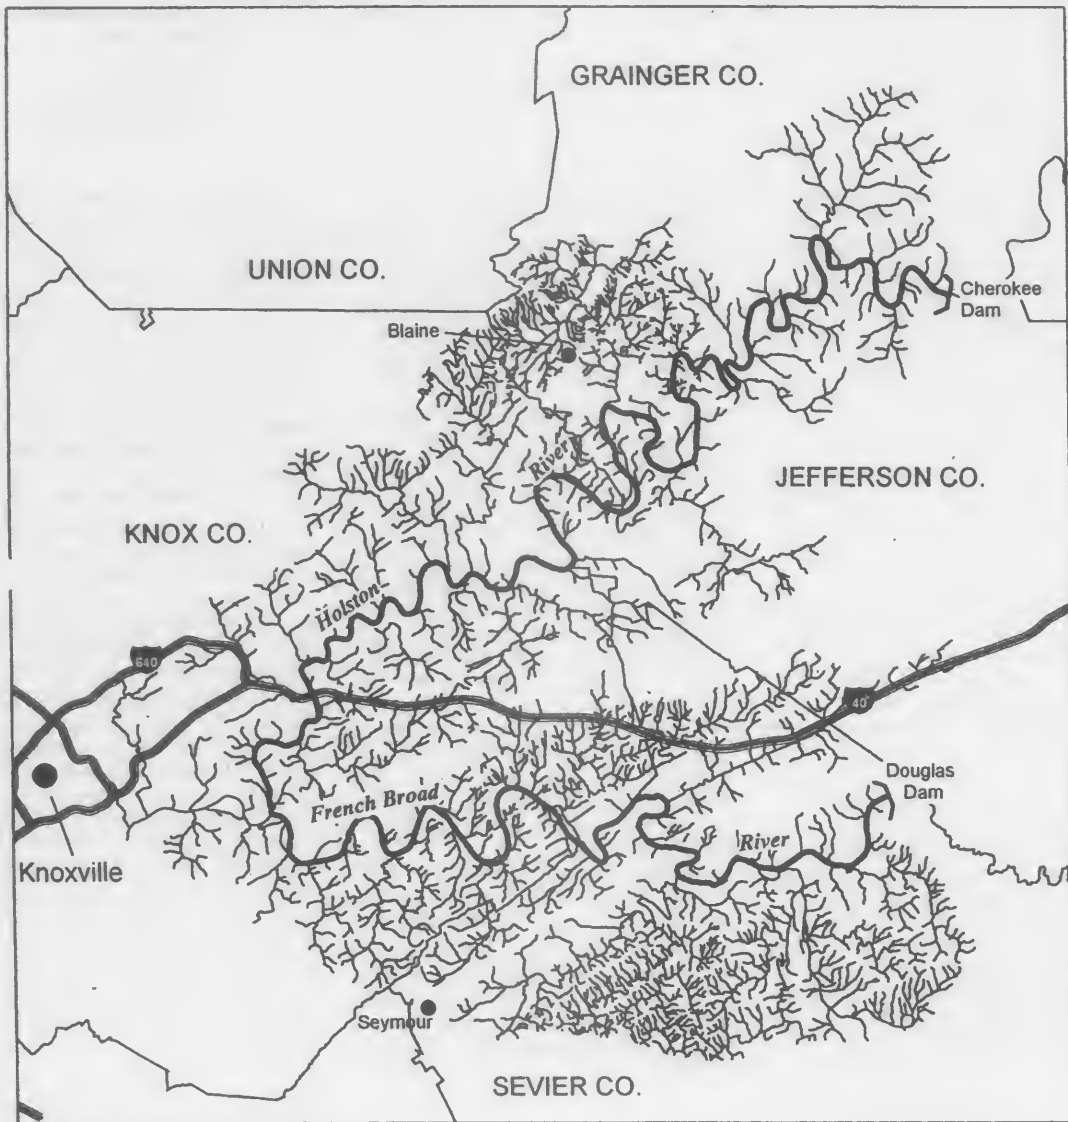 GRAINGER CO.
UNION CO.
Cherokee
Dam
Blaine
River
JEFFERSON CO.
KNOX CO.
Holston
640
40
Douglas
Dam
French Broad
River
Knoxville
Seymour
SEVIER CO.